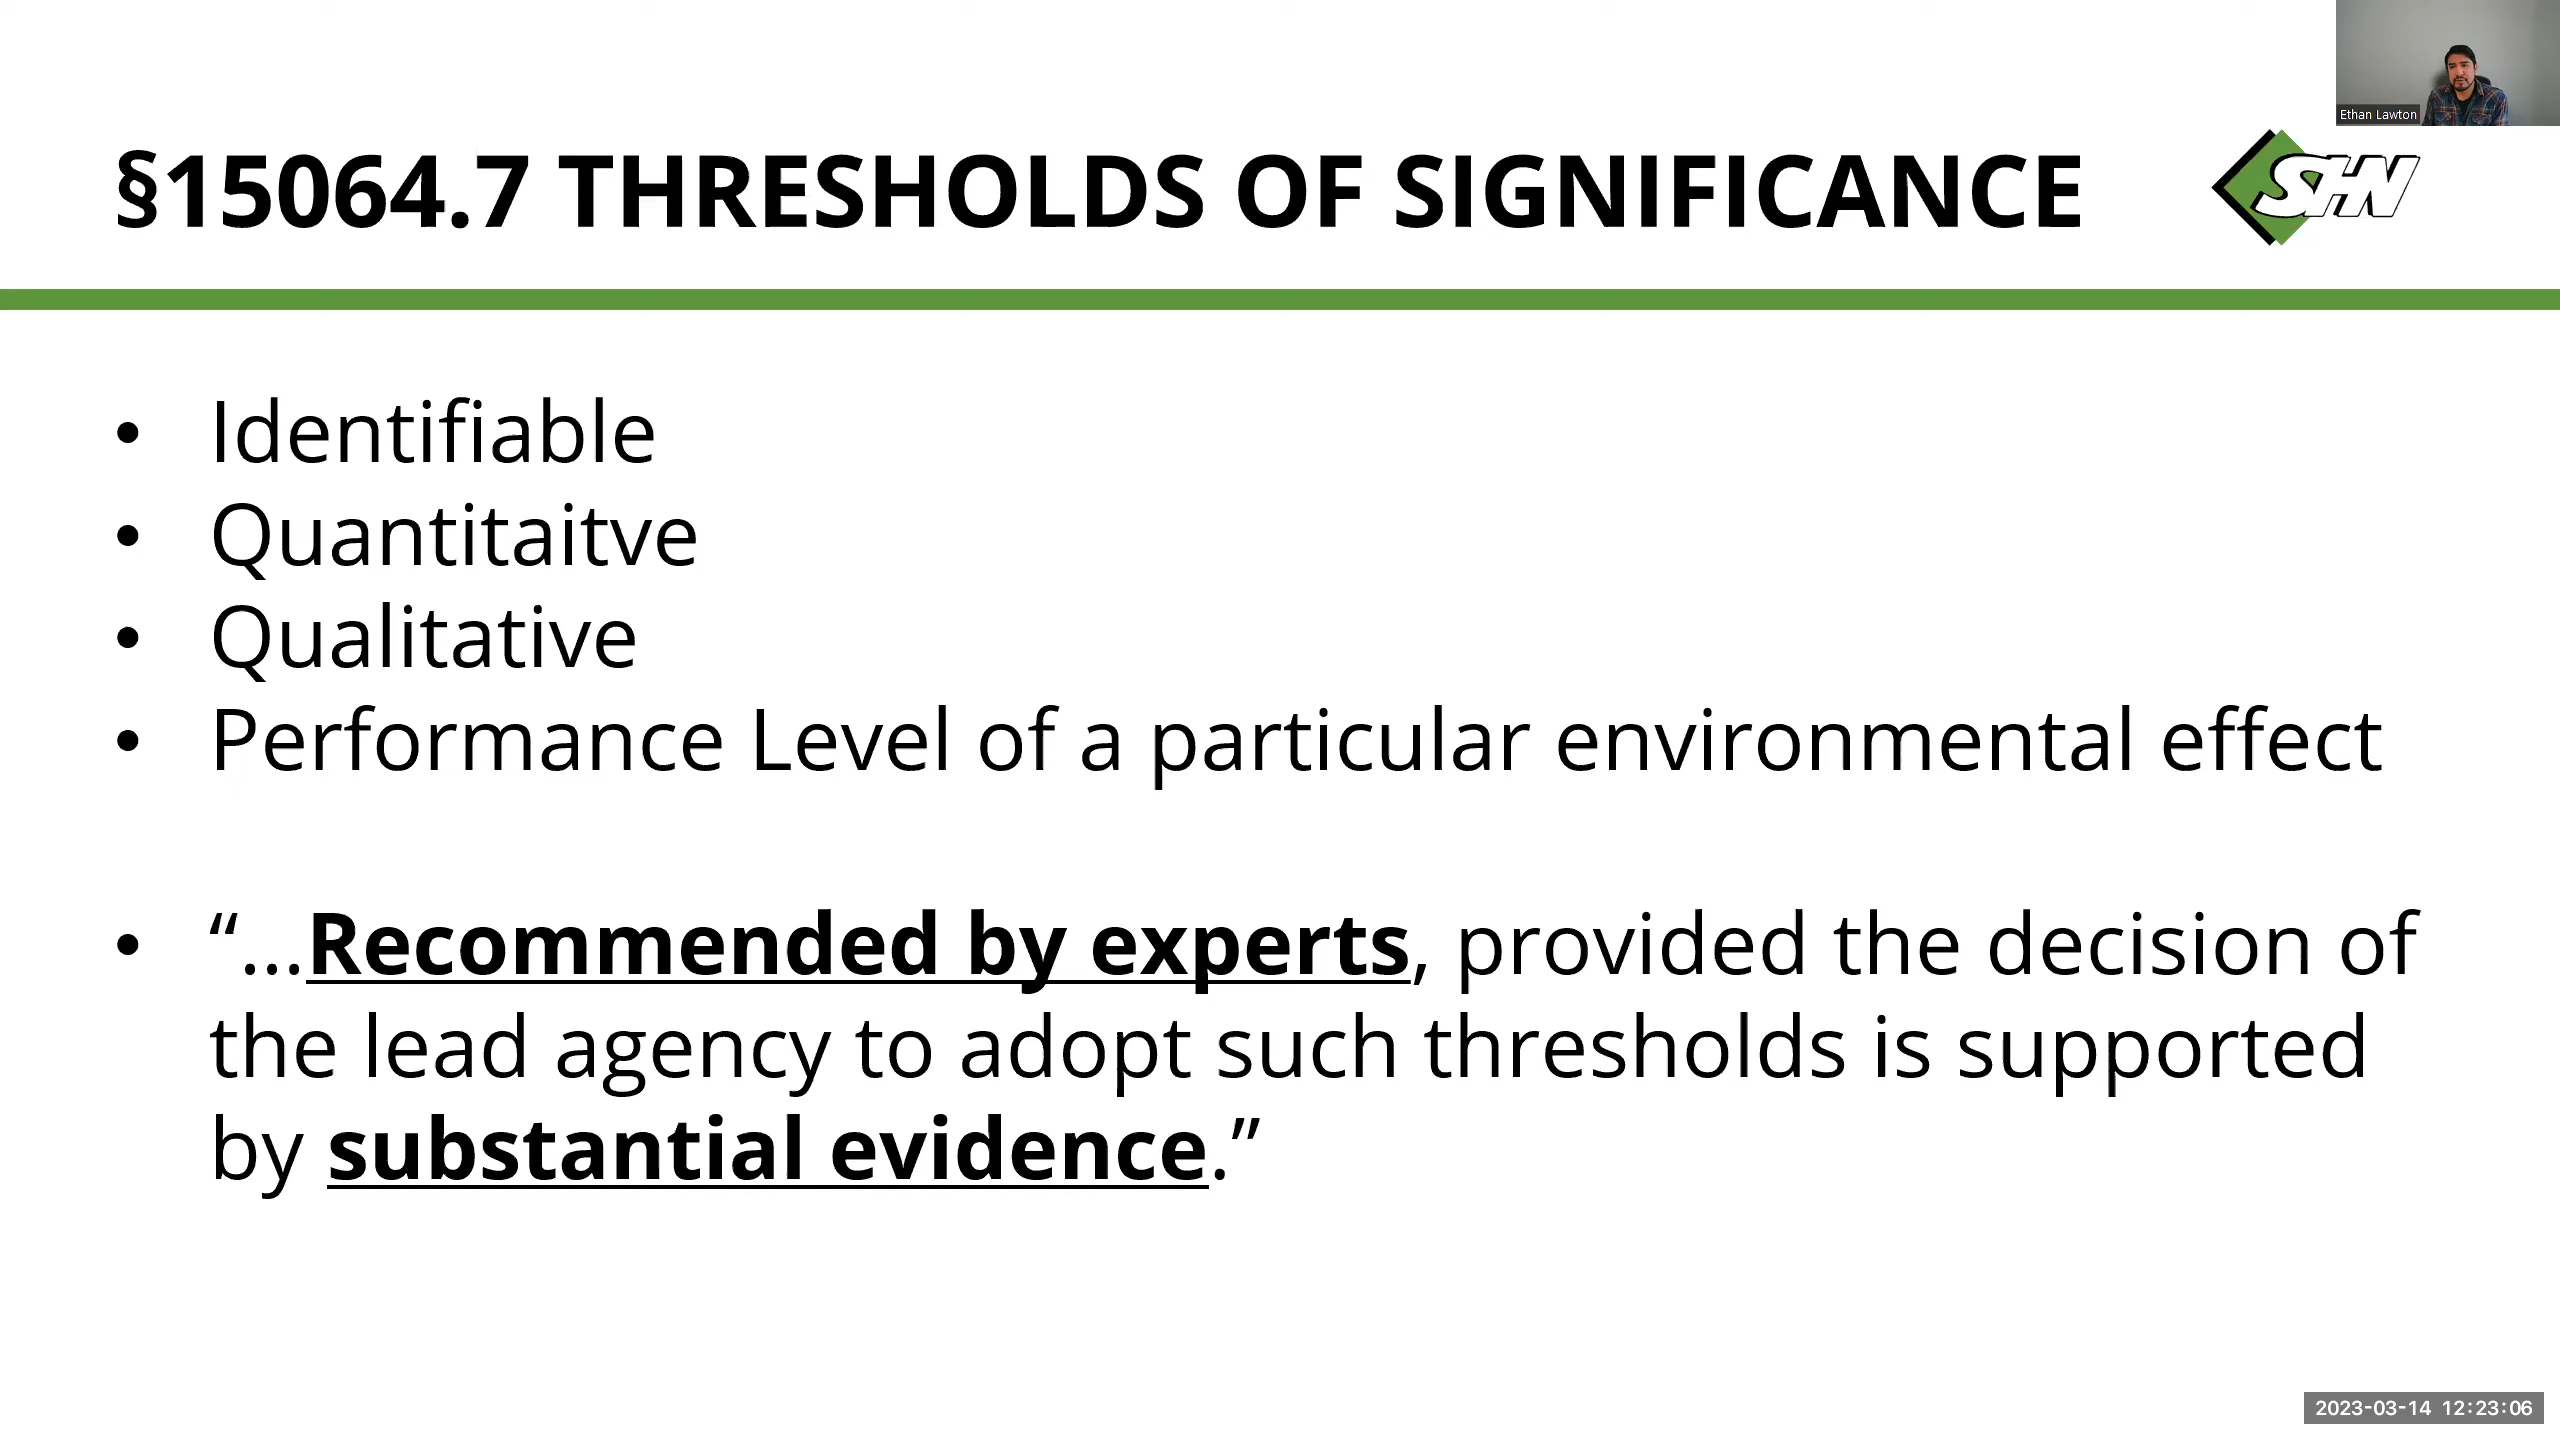 Ethan Lawton
§15064.7 THRESHOLDS OF SIGNIFICANCE
SHN
• Identifiable
• Quantitaitve
• Qualitative
• Performance Level of a particular environmental effect
• “…Recommended by experts, provided the decision of
the lead agency to adopt such thresholds is supported
by substantial evidence.”
2023-03-14 12:23:06